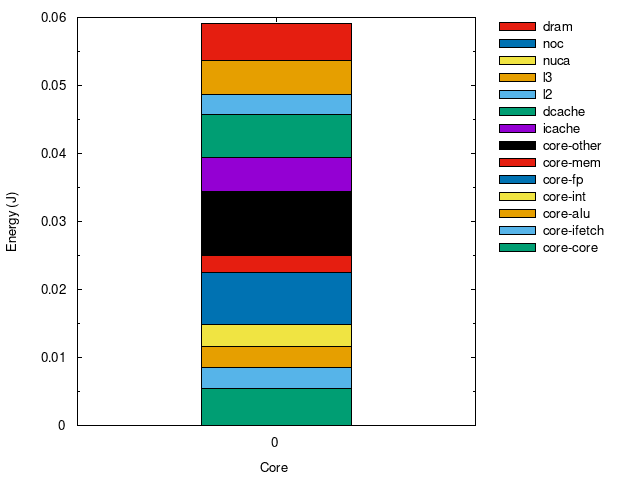 0.06
0.05
0.04
0.03
0.02
0.01
0
Energy (J)
0
Core
dram
noc
nuca
l3
l2
dcache
icache
core-other
core-mem
core-fp
core-int
core-alu
core-ifetch
core-core